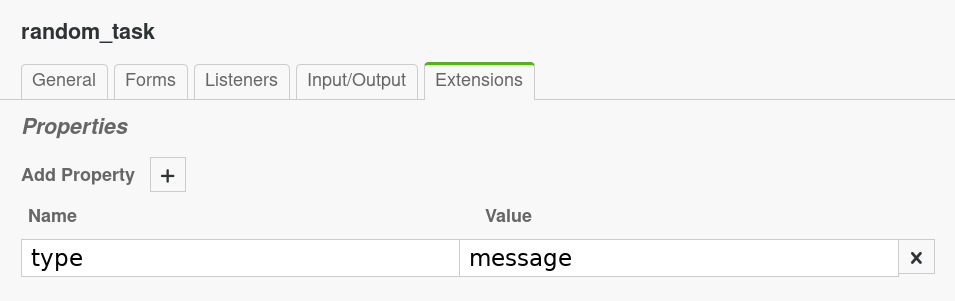 random_task
General Forms Listeners Input/Output Extensions
Properties
Add Property +
Name Value
type message ×